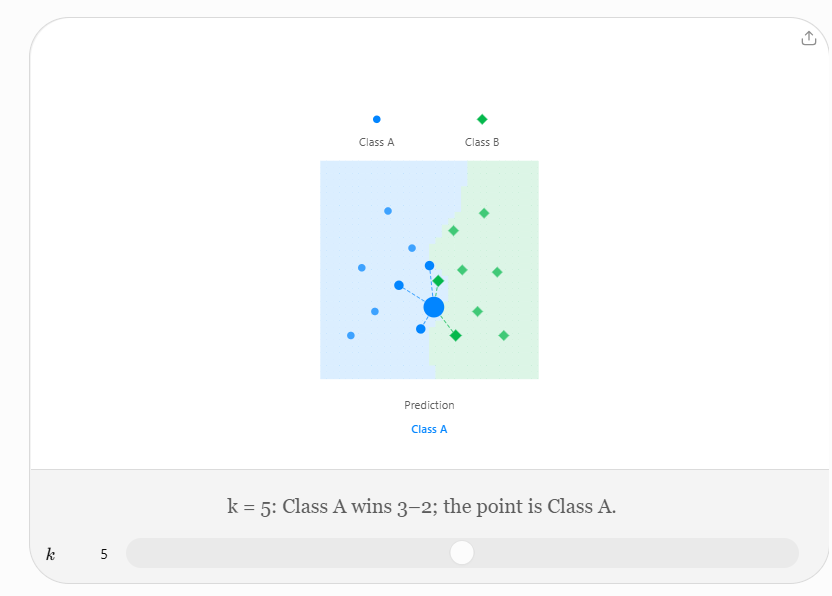 Class A
Class B
Prediction
Class A
k = 5: Class A wins 3–2; the point is Class A.
k 5